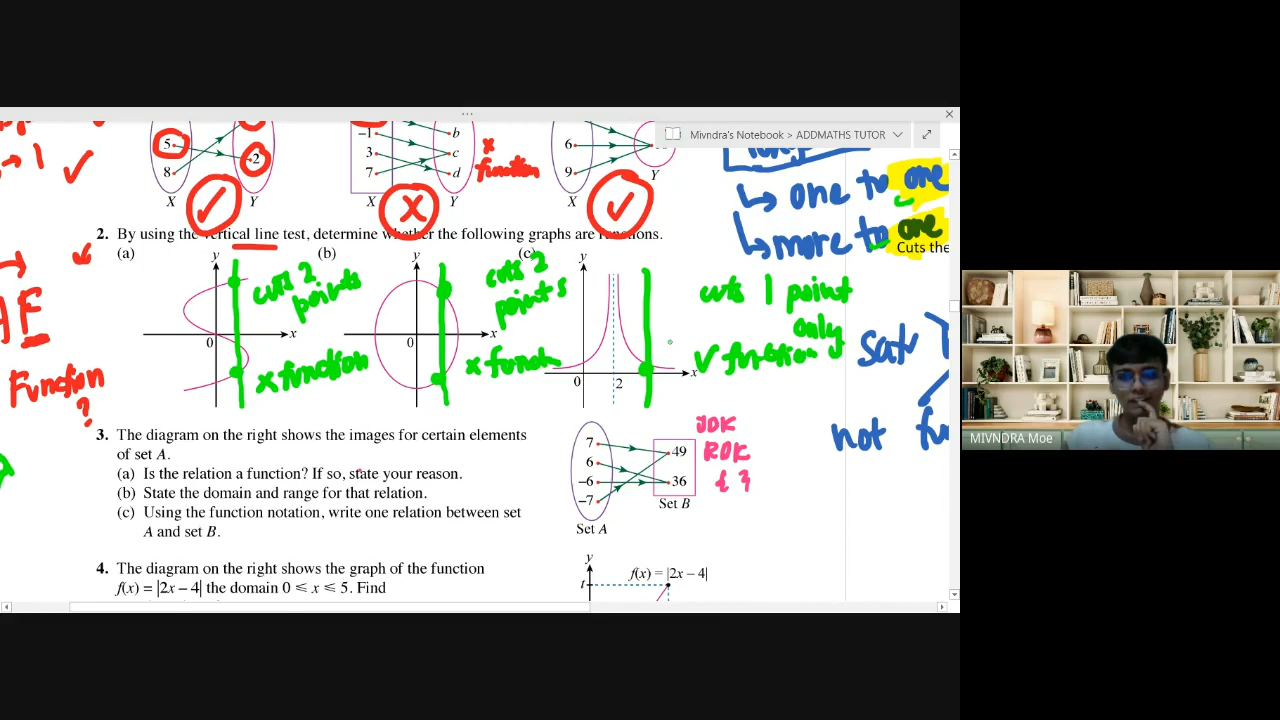 Mivndra's Notebook > ADDMATHS TUTOR
→ 1 ✓
5
8
2
X
Y
✓
-1
3
7
b
c
d
X
Y
x
function
X
6
9
X
Y
✓
↳ one to one
↳ more to one
Cuts the
2. By using the vertical line test, determine whether the following graphs are functions.
(a)
(b)
(c)
y
x
0
cuts 2
points
x function
y
x
0
cuts 2
points
y
x
0
2
cuts 1 point
only
✓ function
Function
?
not
3. The diagram on the right shows the images for certain elements
of set A.
(a) Is the relation a function? If so, state your reason.
(b) State the domain and range for that relation.
(c) Using the function notation, write one relation between set
A and set B.
7
6
-6
-7
Set A
49
36
Set B
4. The diagram on the right shows the graph of the function
f(x) = |2x – 4| the domain 0 ⩽ x ⩽ 5. Find
y
t
f(x) = |2x – 4|
MIVNDRA Moe